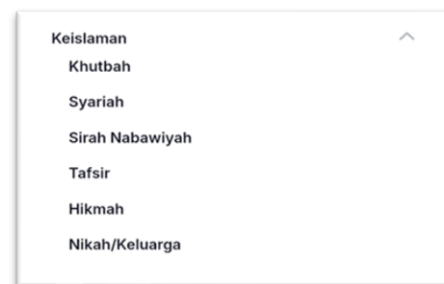 Keislaman
Khutbah
Syariah
Sirah Nabawiyah
Tafsir
Hikmah
Nikah/Keluarga